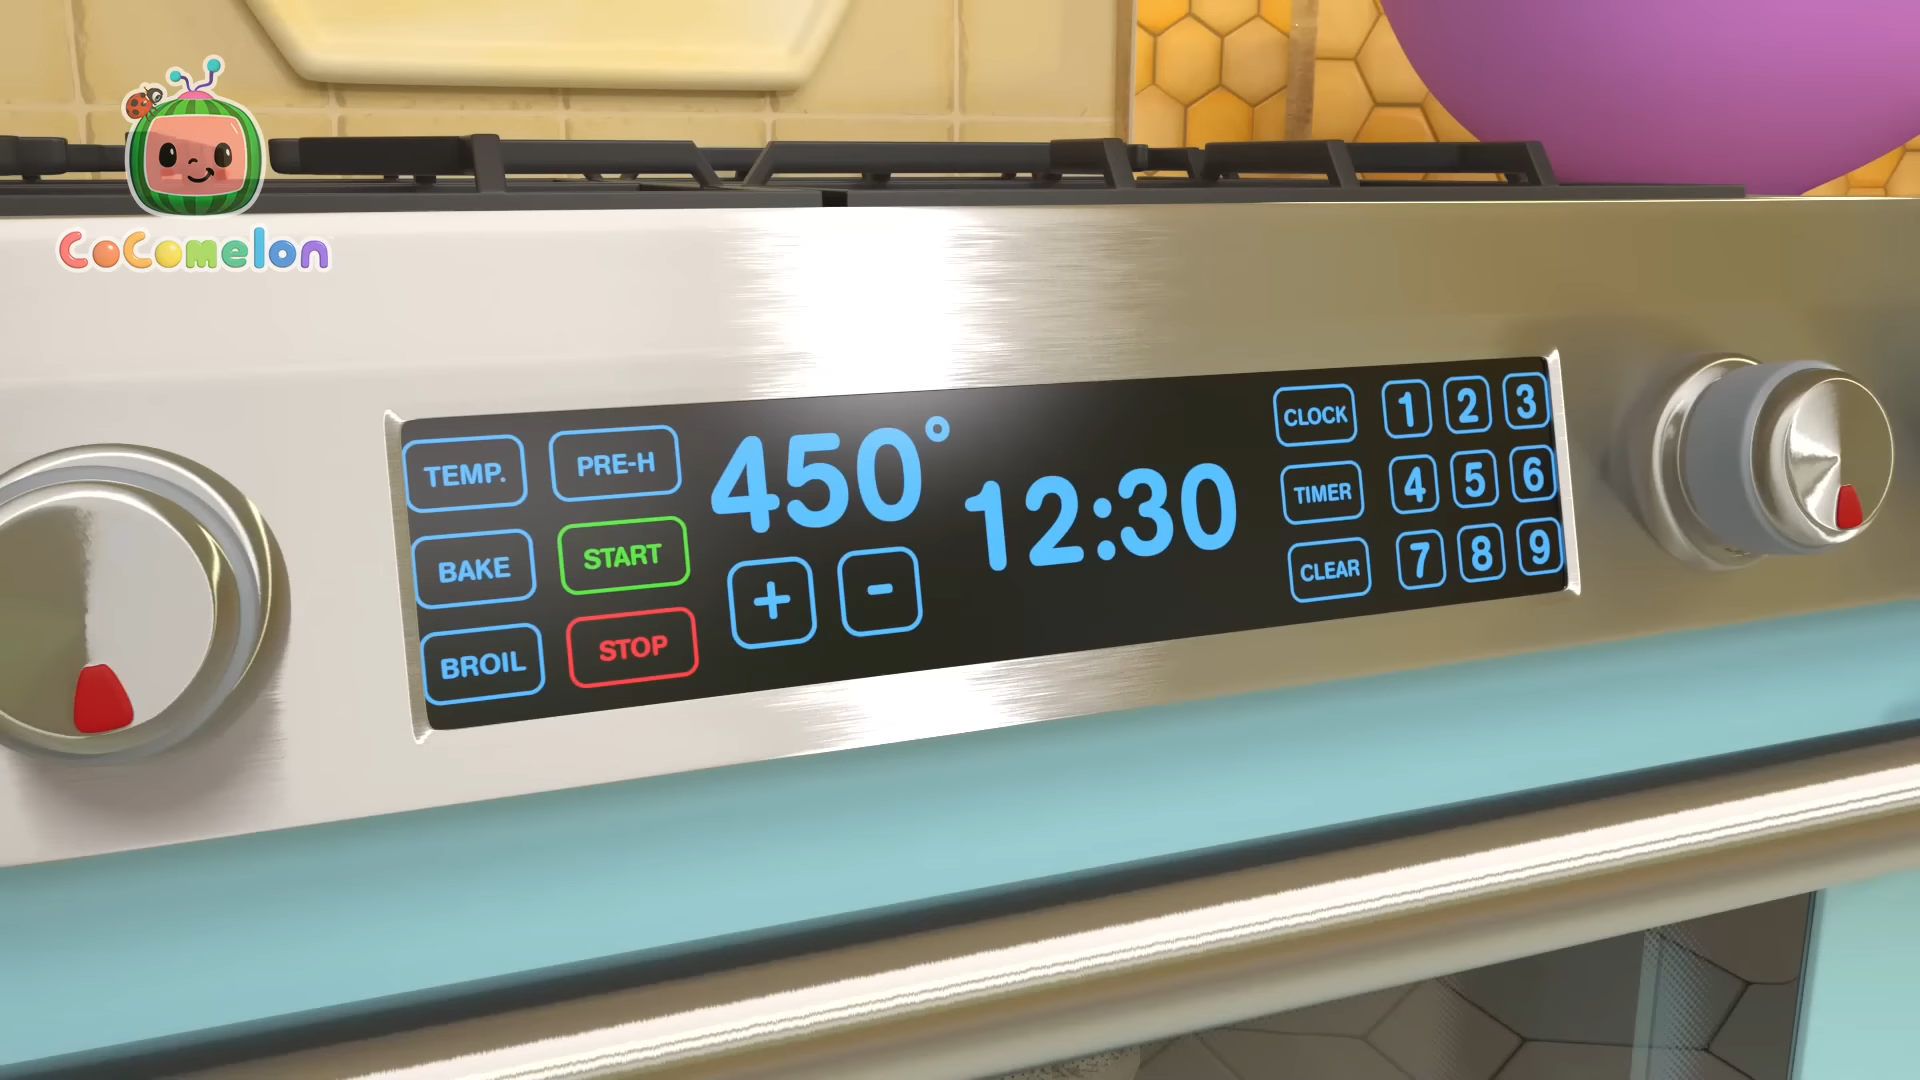 CoComelon
TEMP. PRE-H
BAKE START
BROIL STOP
450°
+ -
12:30
CLOCK 1 2 3
TIMER 4 5 6
CLEAR 7 8 9